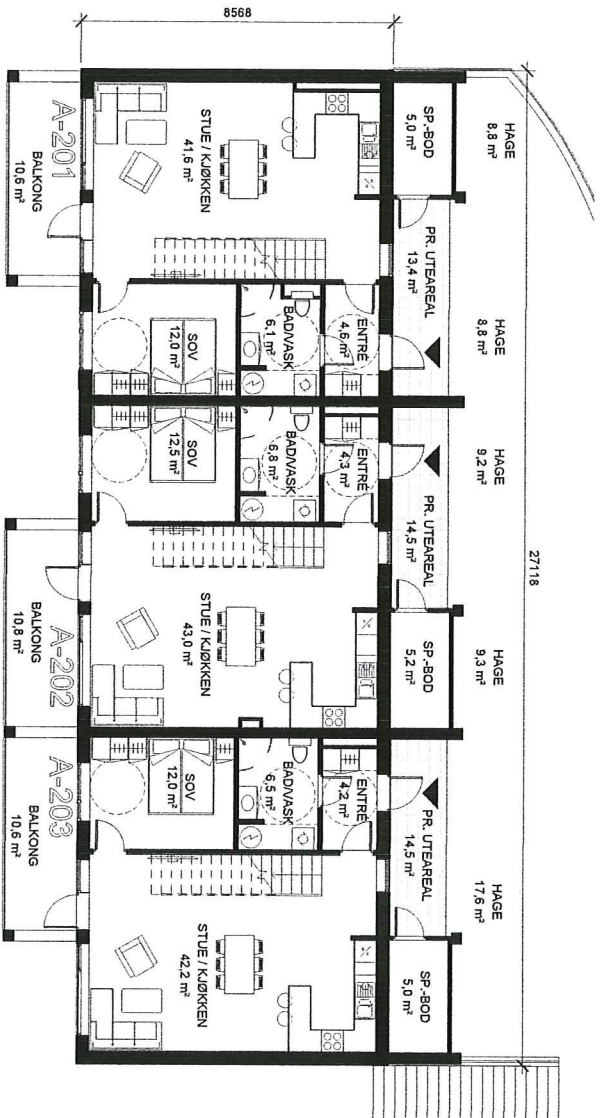 8568
27118
HAGE
8,8 m²
HAGE
8,8 m²
HAGE
9,2 m²
HAGE
9,3 m²
HAGE
17,6 m²
SP.-BOD
5,0 m²
PR. UTEAREAL
13,4 m²
PR. UTEAREAL
14,5 m²
SP.-BOD
5,2 m²
PR. UTEAREAL
14,5 m²
SP.-BOD
5,0 m²
STUE / KJØKKEN
41,6 m²
ENTRÉ
4,6 m²
BAD/VASK
6,1 m²
SOV
12,0 m²
ENTRÉ
4,3 m²
BAD/VASK
6,8 m²
SOV
12,5 m²
STUE / KJØKKEN
43,0 m²
ENTRÉ
4,2 m²
BAD/VASK
6,5 m²
SOV
12,0 m²
STUE / KJØKKEN
42,2 m²
A-201
BALKONG
10,6 m²
A-202
BALKONG
10,8 m²
A-203
BALKONG
10,6 m²